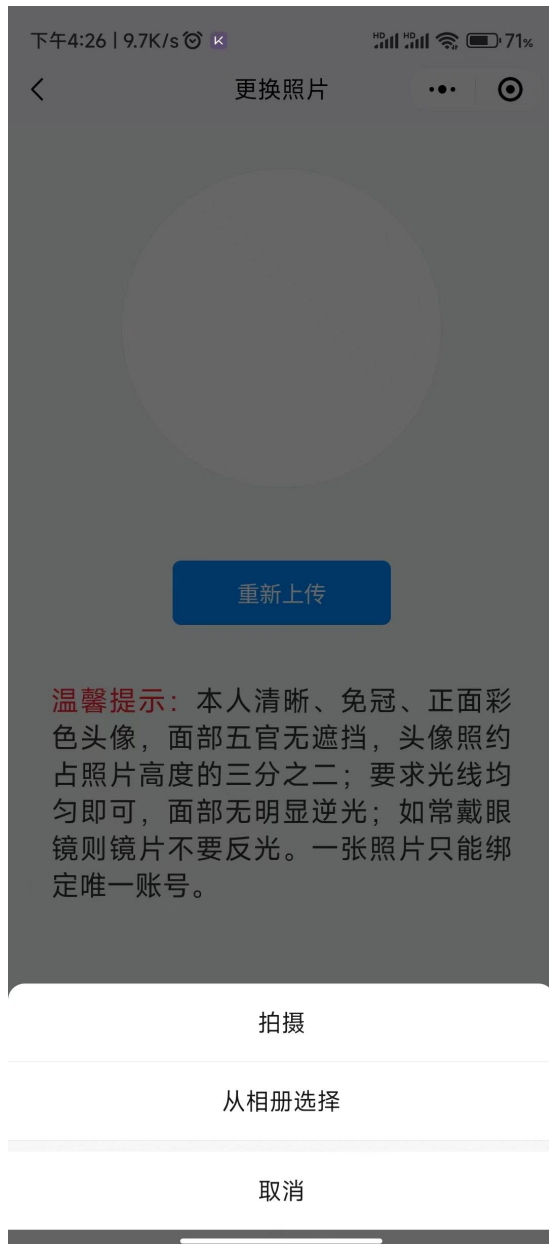 下午4:26 | 9.7K/s K HD HD 71%
更换照片
重新上传
温馨提示：本人清晰、免冠、正面彩
色头像，面部五官无遮挡，头像照约
占照片高度的三分之二；要求光线均
匀即可，面部无明显逆光；如常戴眼
镜则镜片不要反光。一张照片只能绑
定唯一账号。
拍摄
从相册选择
取消